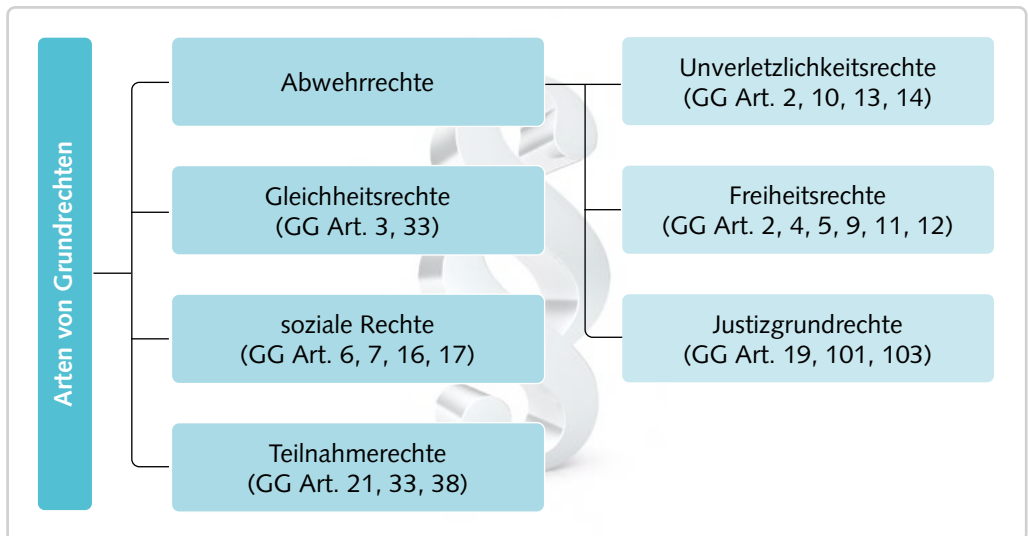 Arten von Grundrechten
Abwehrrechte
Gleichheitsrechte
(GG Art. 3, 33)
soziale Rechte
(GG Art. 6, 7, 16, 17)
Teilnahmerechte
(GG Art. 21, 33, 38)
Unverletzlichkeitsrechte
(GG Art. 2, 10, 13, 14)
Freiheitsrechte
(GG Art. 2, 4, 5, 9, 11, 12)
Justizgrundrechte
(GG Art. 19, 101, 103)